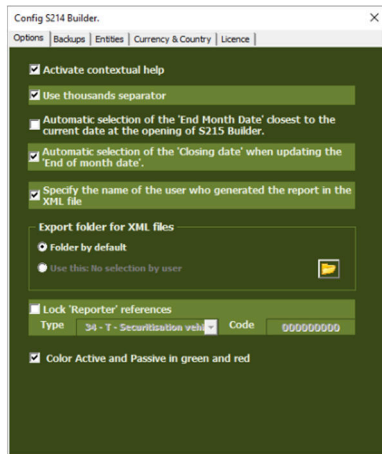 Config S214 Builder.
Options Backups Entities Currency & Country Licence
Activate contextual help
Use thousands separator
Automatic selection of the 'End Month Date' closest to the
current date at the opening of S215 Builder.
Automatic selection of the 'Closing date' when updating the
'End of month date'.
Specify the name of the user who generated the report in the
XML file
Export folder for XML files
Folder by default
Use this: No selection by user
Lock 'Reporter' references
Type 34 - T - Securitisation vehi Code 000000000
Color Active and Passive in green and red